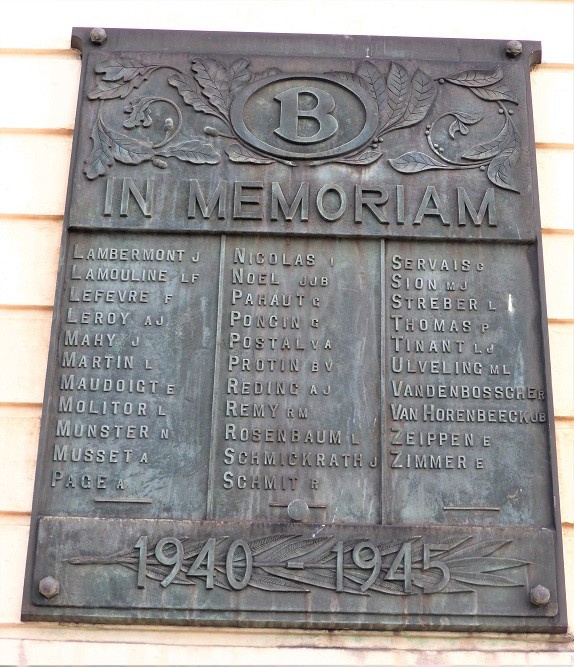 B
IN MEMORIAM
LAMBERMONT J
LAMOULINE LF
LEFEVRE F
LEROY AJ
MAHY J
MARTIN L
MAUDOIGT E
MOLITOR L
MUNSTER N
MUSSET A
PAGE A
NICOLAS I
NOEL JJB
PAHAUT G
PONCIN G
POSTAL VA
PROTIN BV
REDING AJ
REMY RM
ROSENBAUM L
SCHMICKRATH J
SCHMIT R
SERVAIS G
SION MJ
STREBER L
THOMAS P
TINANT LJ
ULVELING ML
VANDENBOSSCHE R
VAN HORENBEECK JB
ZEIPPEN E
ZIMMER E
1940 - 1945